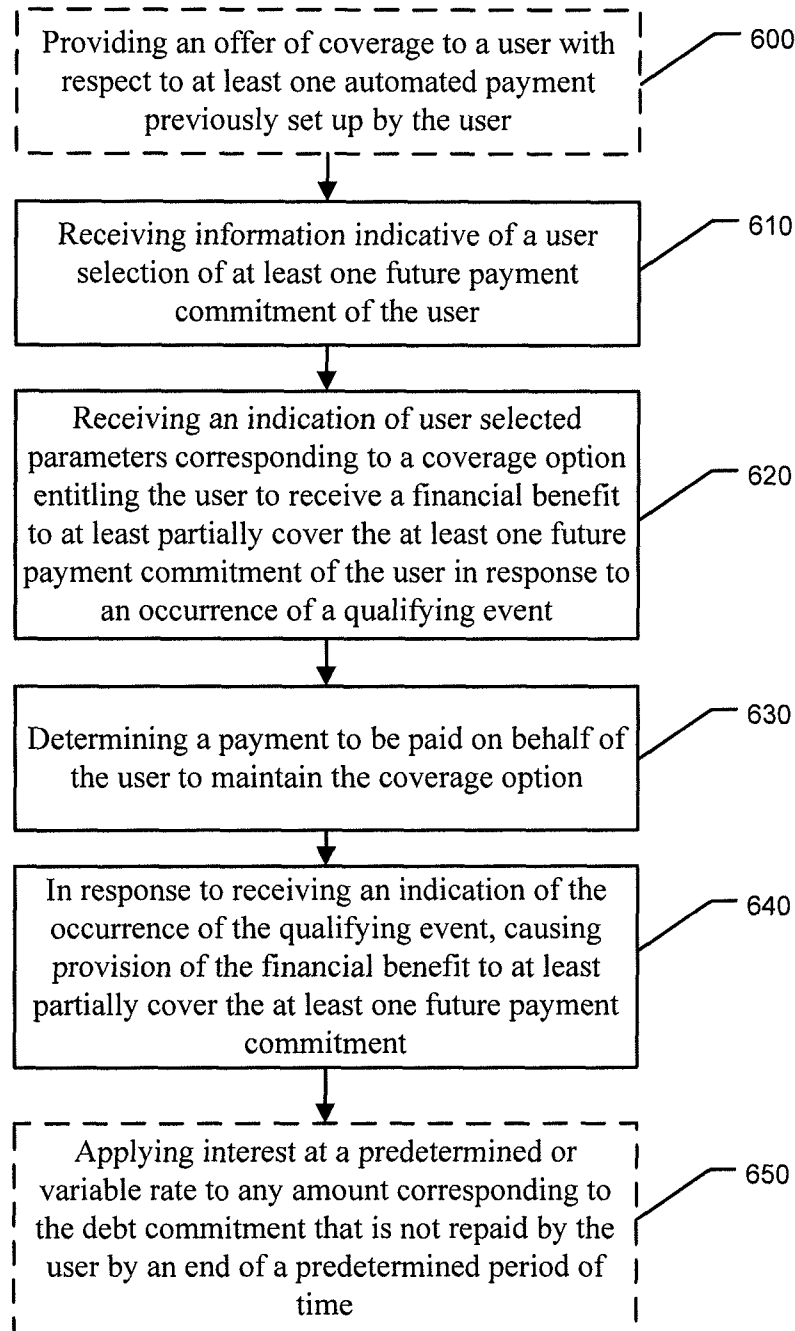 Providing an offer of coverage to a user with
respect to at least one automated payment
previously set up by the user
600
Receiving information indicative of a user
selection of at least one future payment
commitment of the user
610
Receiving an indication of user selected
parameters corresponding to a coverage option
entitling the user to receive a financial benefit
to at least partially cover the at least one future
payment commitment of the user in response to
an occurrence of a qualifying event
620
Determining a payment to be paid on behalf of
the user to maintain the coverage option
630
In response to receiving an indication of the
occurrence of the qualifying event, causing
provision of the financial benefit to at least
partially cover the at least one future payment
commitment
640
Applying interest at a predetermined or
variable rate to any amount corresponding to
the debt commitment that is not repaid by the
user by an end of a predetermined period of
time
650